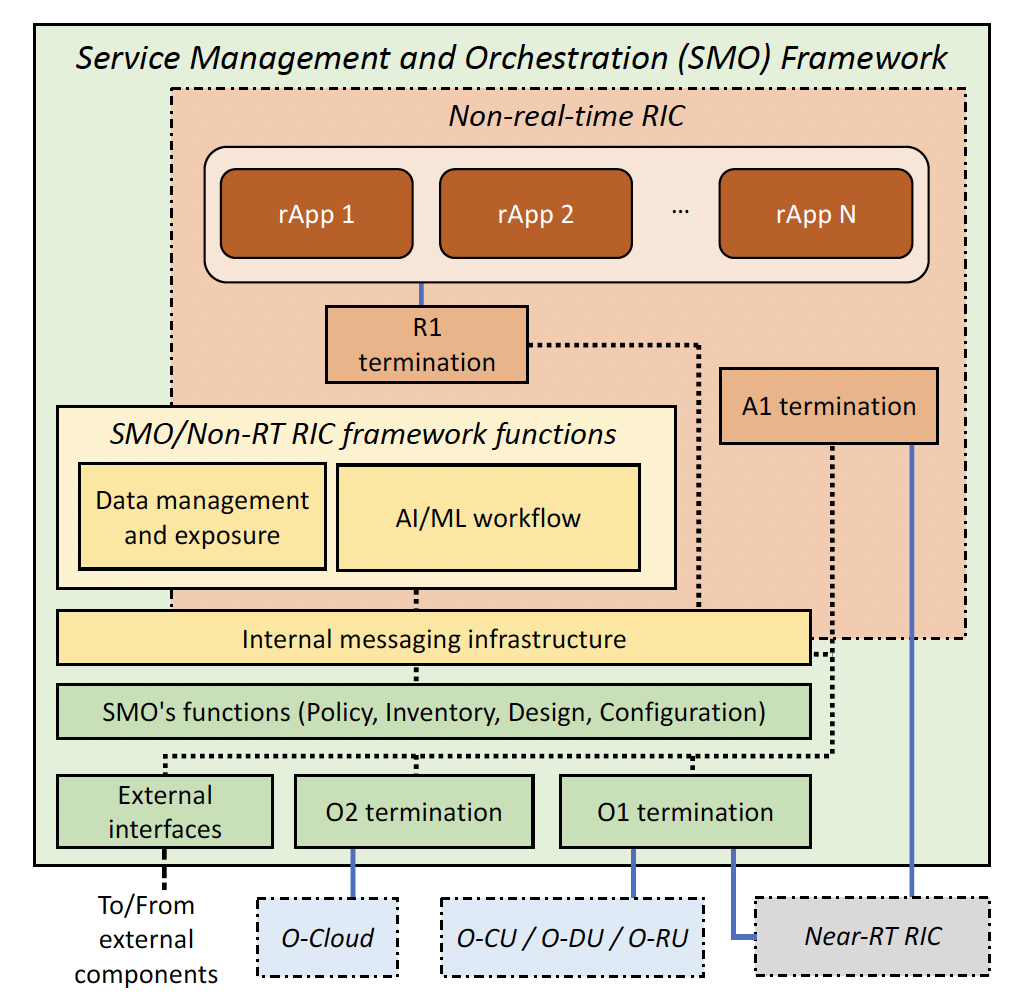 Service Management and Orchestration (SMO) Framework
Non-real-time RIC
rApp 1
rApp 2
...
rApp N
R1
termination
A1 termination
SMO/Non-RT RIC framework functions
Data management
and exposure
AI/ML workflow
Internal messaging infrastructure
SMO's functions (Policy, Inventory, Design, Configuration)
External
interfaces
O2 termination
O1 termination
To/From
external
components
O-Cloud
O-CU / O-DU / O-RU
Near-RT RIC